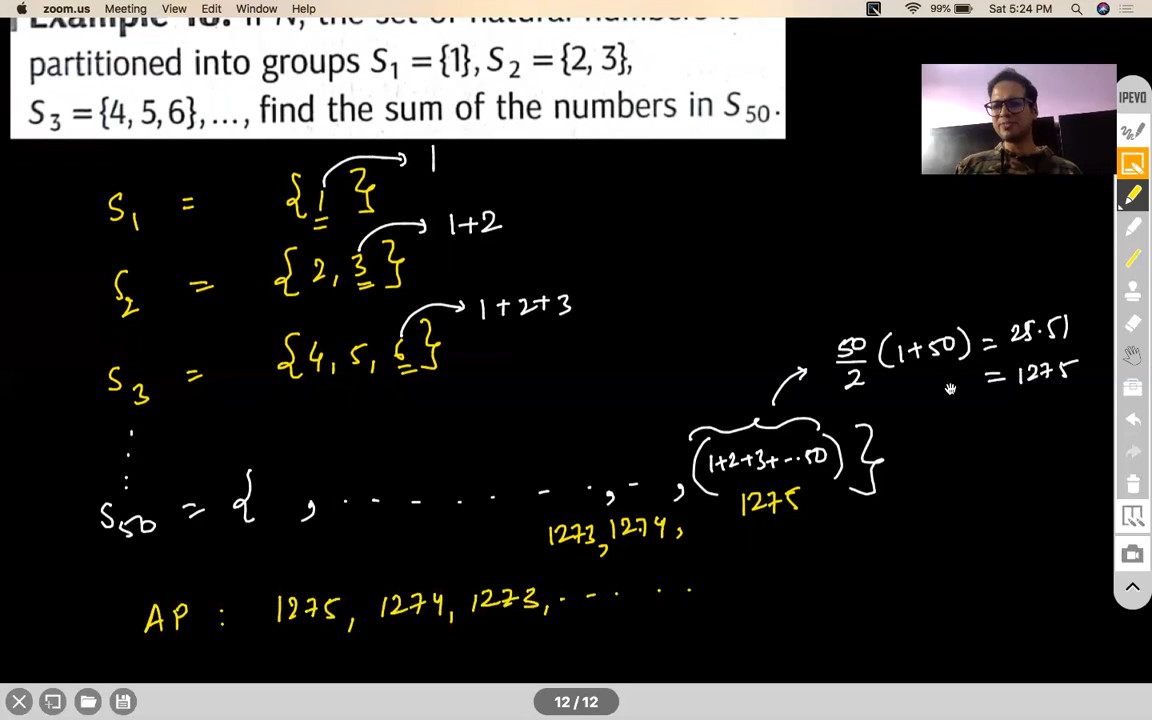 zoom.us Meeting View Edit Window Help 99% Sat 5:24 PM
partitioned into groups S₁ = {1}, S₂ = {2, 3},
S₃ = {4, 5, 6}, ..., find the sum of the numbers in S₅₀.
IPEVO
S₁ = { 1 } 1
S₂ = { 2, 3 } 1+2
S₃ = { 4, 5, 6 } 1+2+3
50/2 (1+50) = 25·51
= 1275
S₅₀ = { , . - . . . - . . , - , (1+2+3+-..50) }
1273, 1274, 1275
AP : 1275, 1274, 1273, . - . . .
12 / 12